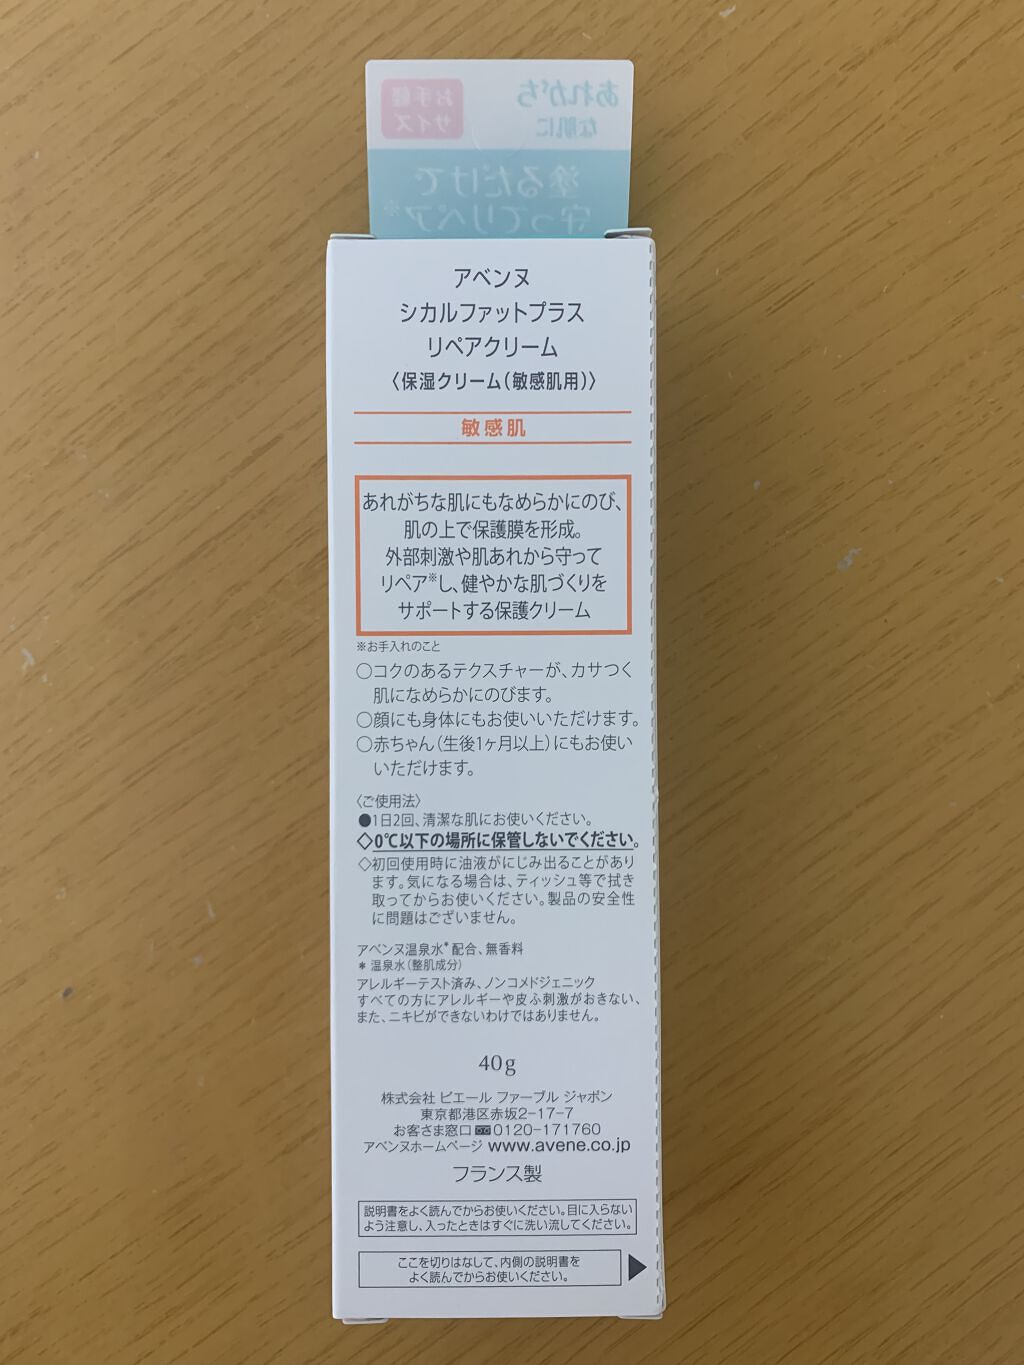 あれがち
な肌に
お手軽
サイズ
塗るだけで
守ってリペア※
アベンヌ
シカルファットプラス
リペアクリーム
〈保湿クリーム(敏感肌用)〉
敏感肌
あれがちな肌にもなめらかにのび、
肌の上で保護膜を形成。
外部刺激や肌あれから守って
リペア※し、健やかな肌づくりを
サポートする保護クリーム
※お手入れのこと
○コクのあるテクスチャーが、カサつく
肌になめらかにのびます。
○顔にも身体にもお使いいただけます。
○赤ちゃん(生後1ヶ月以上)にもお使い
いただけます。
〈ご使用法〉
●1日2回、清潔な肌にお使いください。
◇0℃以下の場所に保管しないでください。
◇初回使用時に油液がにじみ出ることがあり
ます。気になる場合は、ティッシュ等で拭き
取ってからお使いください。製品の安全性
に問題はございません。
アベンヌ温泉水*配合、無香料
* 温泉水(整肌成分)
アレルギーテスト済み、ノンコメドジェニック
すべての方にアレルギーや皮ふ刺激がおきない、
また、ニキビができないわけではありません。
40g
株式会社 ピエール ファーブル ジャポン
東京都港区赤坂2-17-7
お客さま窓口 0120-171760
アベンヌホームページ www.avene.co.jp
フランス製
説明書をよく読んでからお使いください。目に入らない
よう注意し、入ったときはすぐに洗い流してください。
ここを切りはなして、内側の説明書を
よく読んでからお使いください。